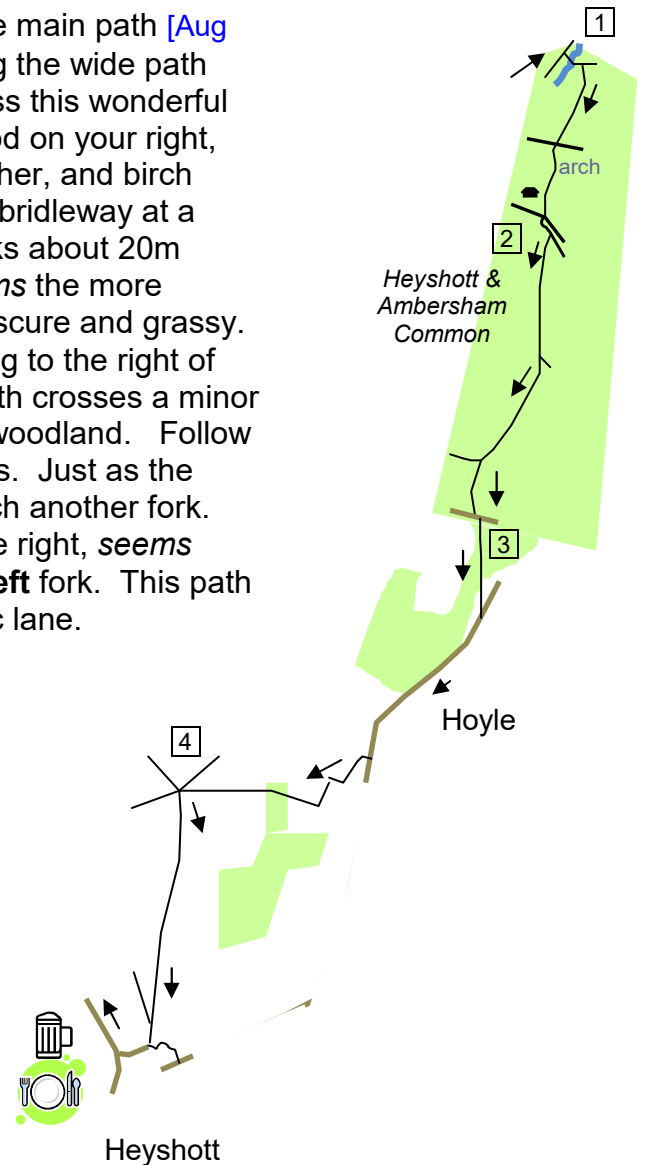 e main path [Aug
g the wide path
ss this wonderful
od on your right,
her, and birch
bridleway at a
ks about 20m
ns the more
scure and grassy.
g to the right of
th crosses a minor
woodland. Follow
s. Just as the
ch another fork.
e right, seems
eft fork. This path
c lane.
1
arch
2
Heyshott &
Ambersham
Common
3
Hoyle
4
Heyshott